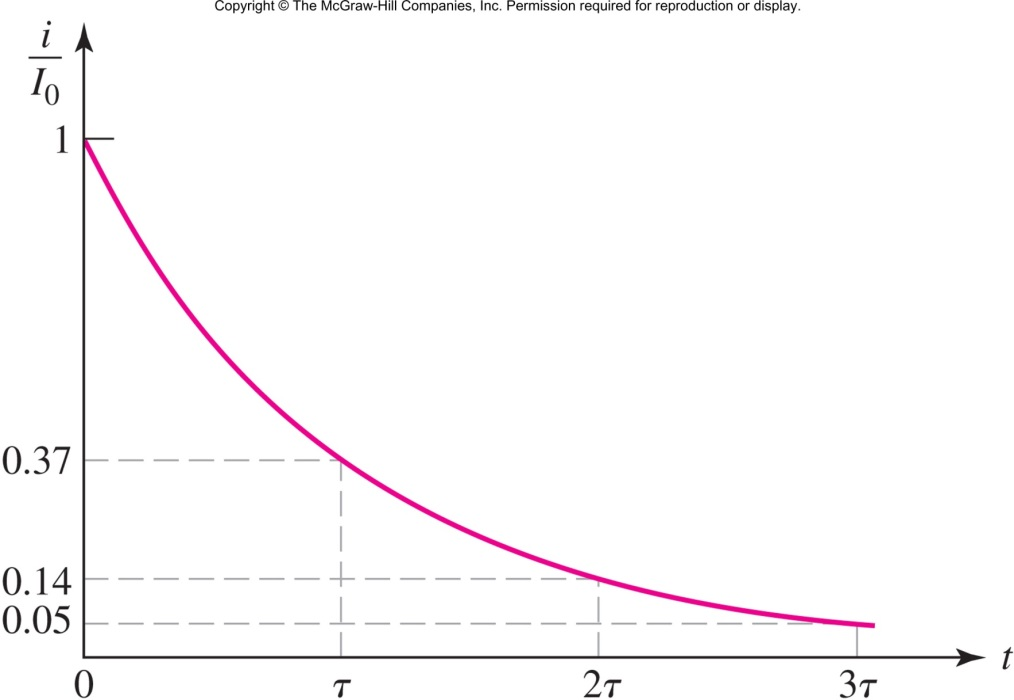 Copyright © The McGraw-Hill Companies, Inc. Permission required for reproduction or display.
i
I0
1
0.37
0.14
0.05
0 τ 2τ 3τ t